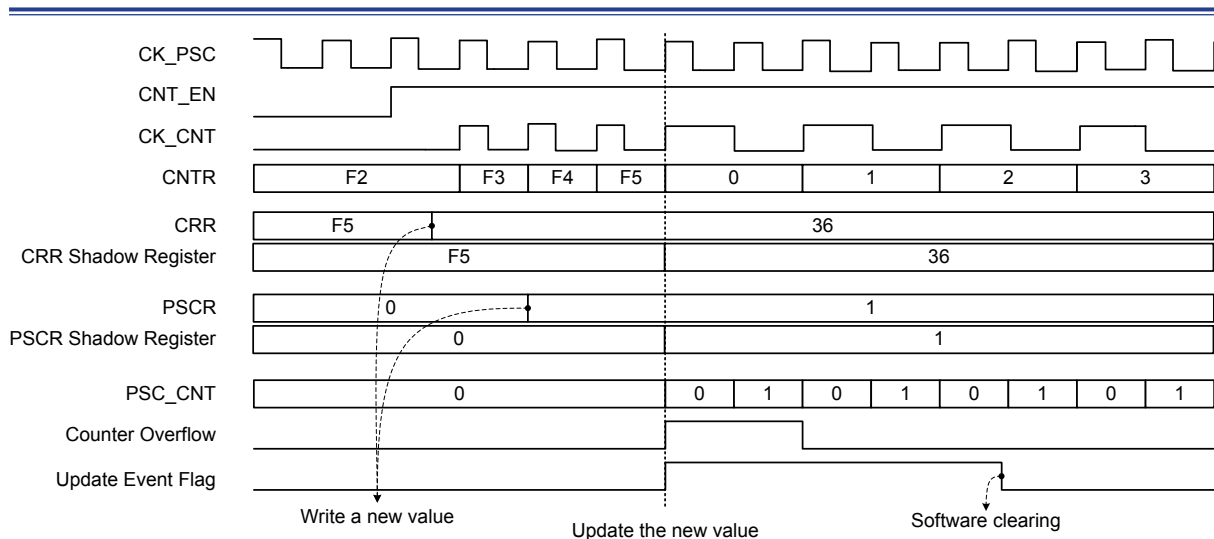 CK_PSC
CNT_EN
CK_CNT
CNTR F2 F3 F4 F5 0 1 2 3
CRR F5 36
CRR Shadow Register F5 36
PSCR 0 1
PSCR Shadow Register 0 1
PSC_CNT 0 0 1 0 1 0 1 0 1
Counter Overflow
Update Event Flag
Write a new value Update the new value Software clearing